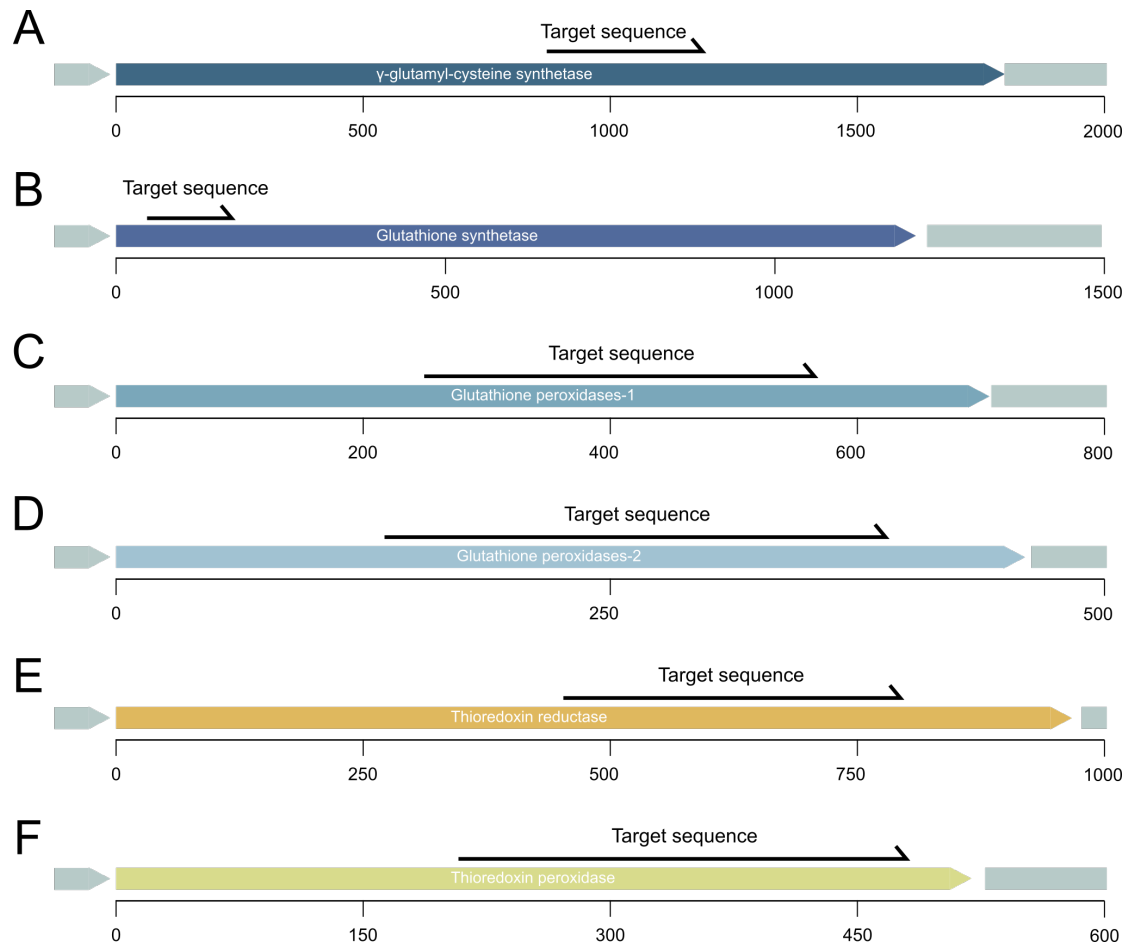 A
Target sequence
γ-glutamyl-cysteine synthetase
0 500 1000 1500 2000
B
Target sequence
Glutathione synthetase
0 500 1000 1500
C
Target sequence
Glutathione peroxidases-1
0 200 400 600 800
D
Target sequence
Glutathione peroxidases-2
0 250 500
E
Target sequence
Thioredoxin reductase
0 250 500 750 1000
F
Target sequence
Thioredoxin peroxidase
0 150 300 450 600